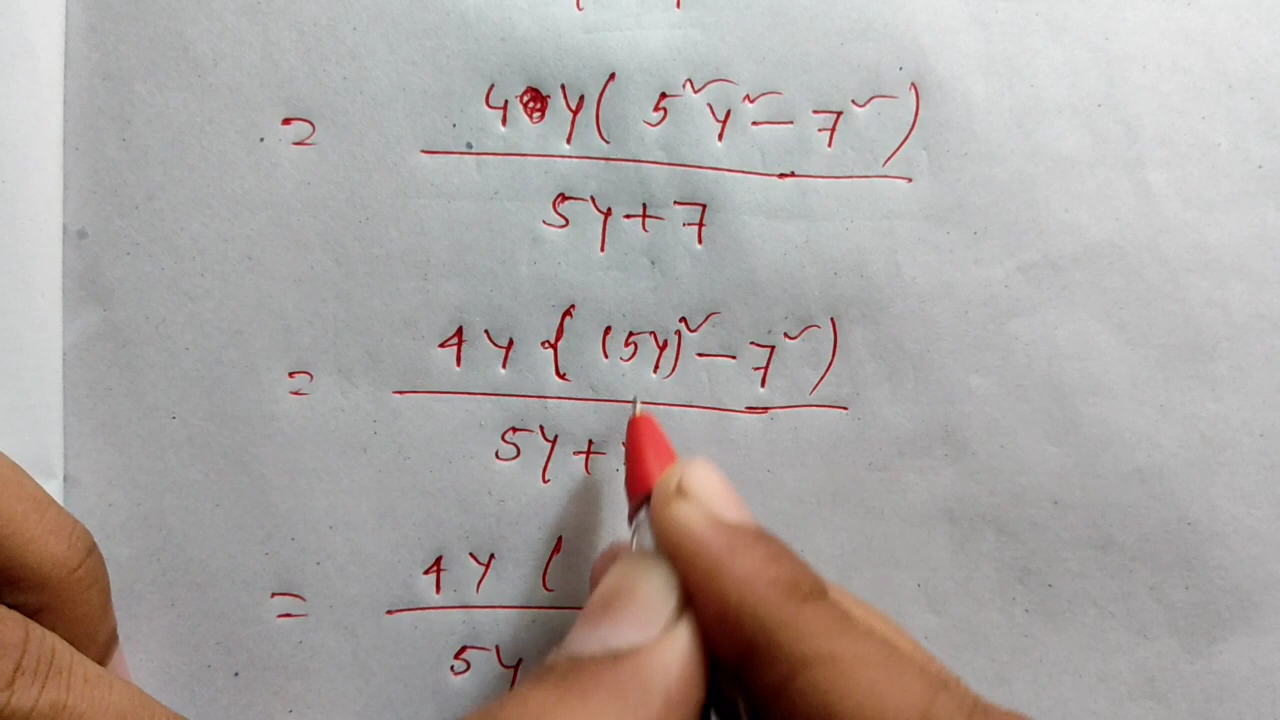 = 4y( 5²y² - 7² )
5y+7
= 4y { (5y)² - 7² )
5y+
= 4y (
5y